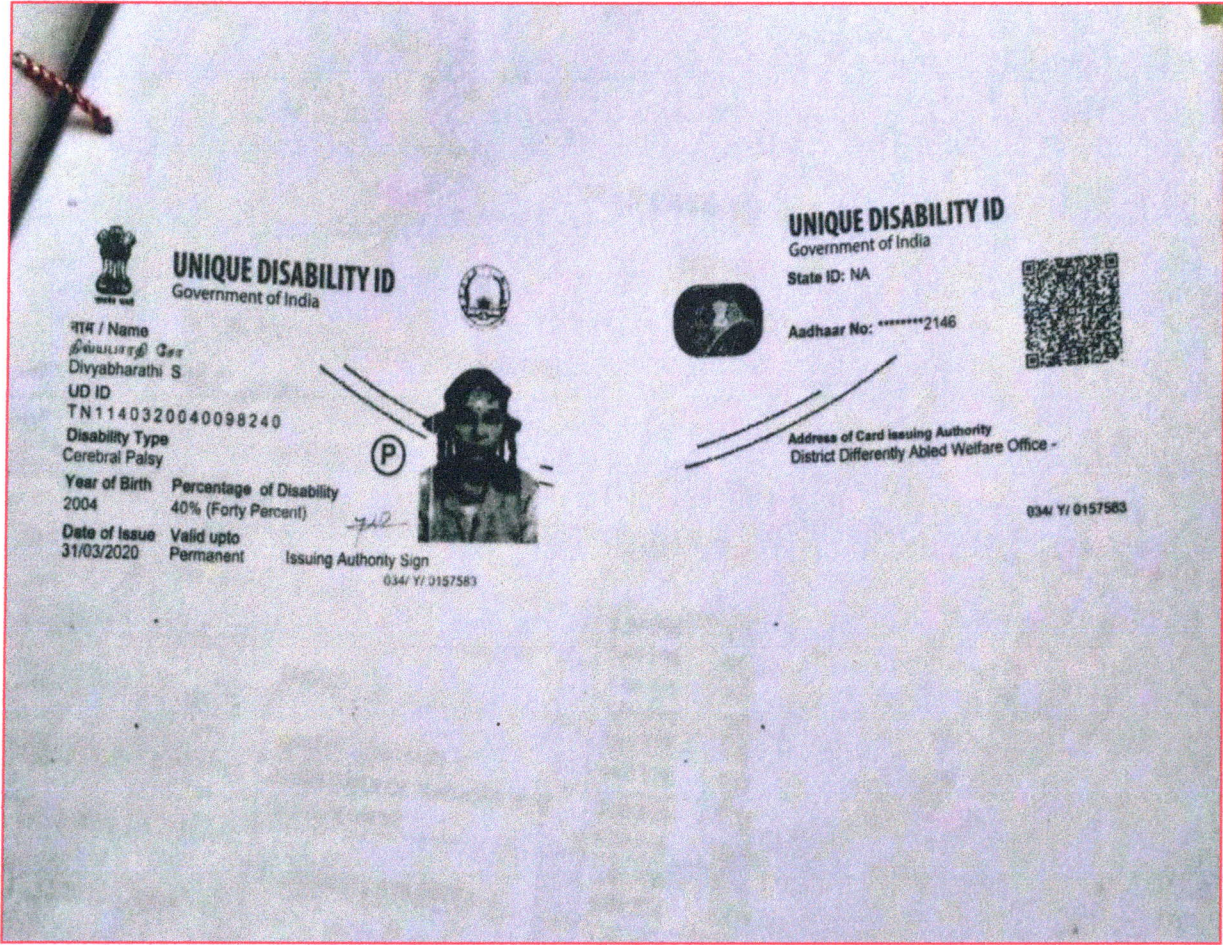 UNIQUE DISABILITY ID
Government of India
नाम / Name
திவ்யபாரதி சோ
Divyabharathi S
UD ID
TN1140320040098240
Disability Type
Cerebral Palsy
Year of Birth Percentage of Disability
2004 40% (Forty Percent)
Date of Issue Valid upto
31/03/2020 Permanent Issuing Authority Sign
034/ Y/ 0157583
P
UNIQUE DISABILITY ID
Government of India
State ID: NA
Aadhaar No: ********2146
Address of Card issuing Authority
District Differently Abled Welfare Office -
034/ Y/ 0157583